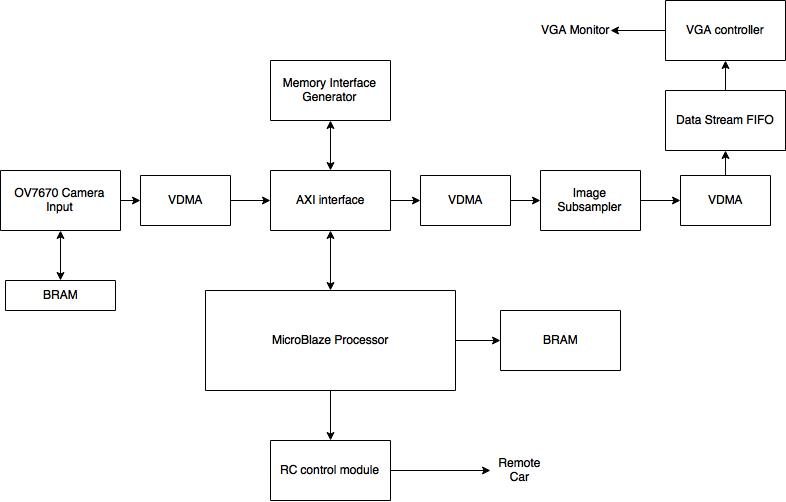 VGA Monitor
VGA controller
Memory Interface
Generator
Data Stream FIFO
OV7670 Camera
Input
VDMA
AXI interface
VDMA
Image
Subsampler
VDMA
BRAM
MicroBlaze Processor
BRAM
RC control module
Remote
Car